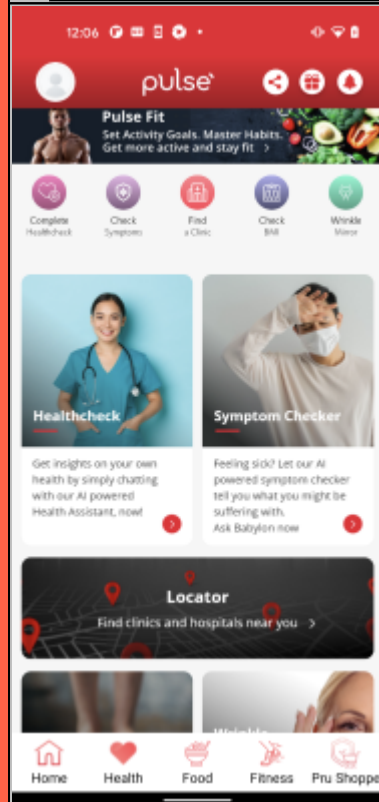 12:06
pulse
Pulse Fit
Set Activity Goals. Master Habits.
Get more active and stay fit >
Complete
Healthcheck
Check
Symptoms
Find
a Clinic
Check
BMI
Wrinkle
Mirror
Healthcheck
Get insights on your own
health by simply chatting
with our AI powered
Health Assistant, now!
Symptom Checker
Feeling sick? Let our AI
powered symptom checker
tell you what you might be
suffering with.
Ask Babylon now
Locator
Find clinics and hospitals near you >
Wrinkle
Home
Health
Food
Fitness
Pru Shoppe